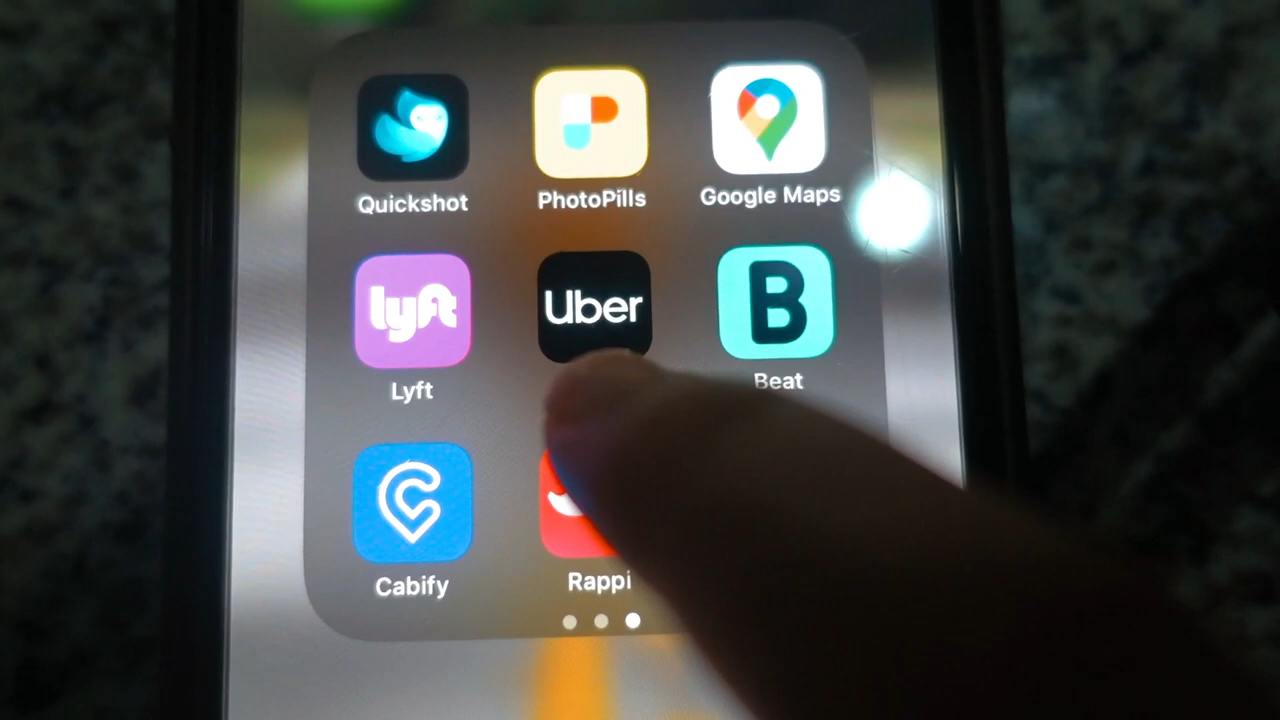 Quickshot
PhotoPills
Google Maps
lyft
Uber
B
Lyft
Beat
Cabify
Rappi